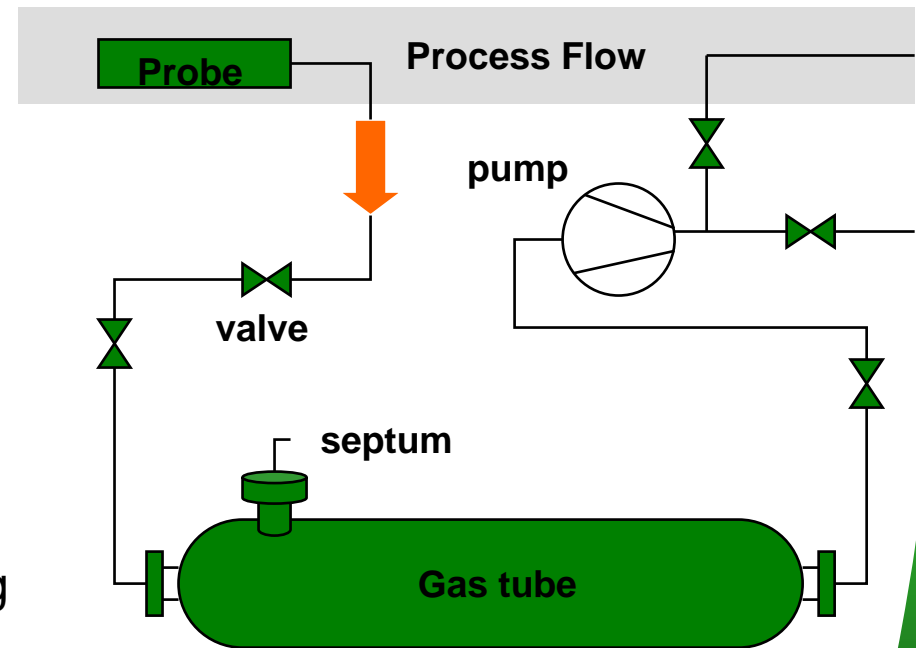 Process Flow
Probe
pump
valve
septum
Gas tube
g